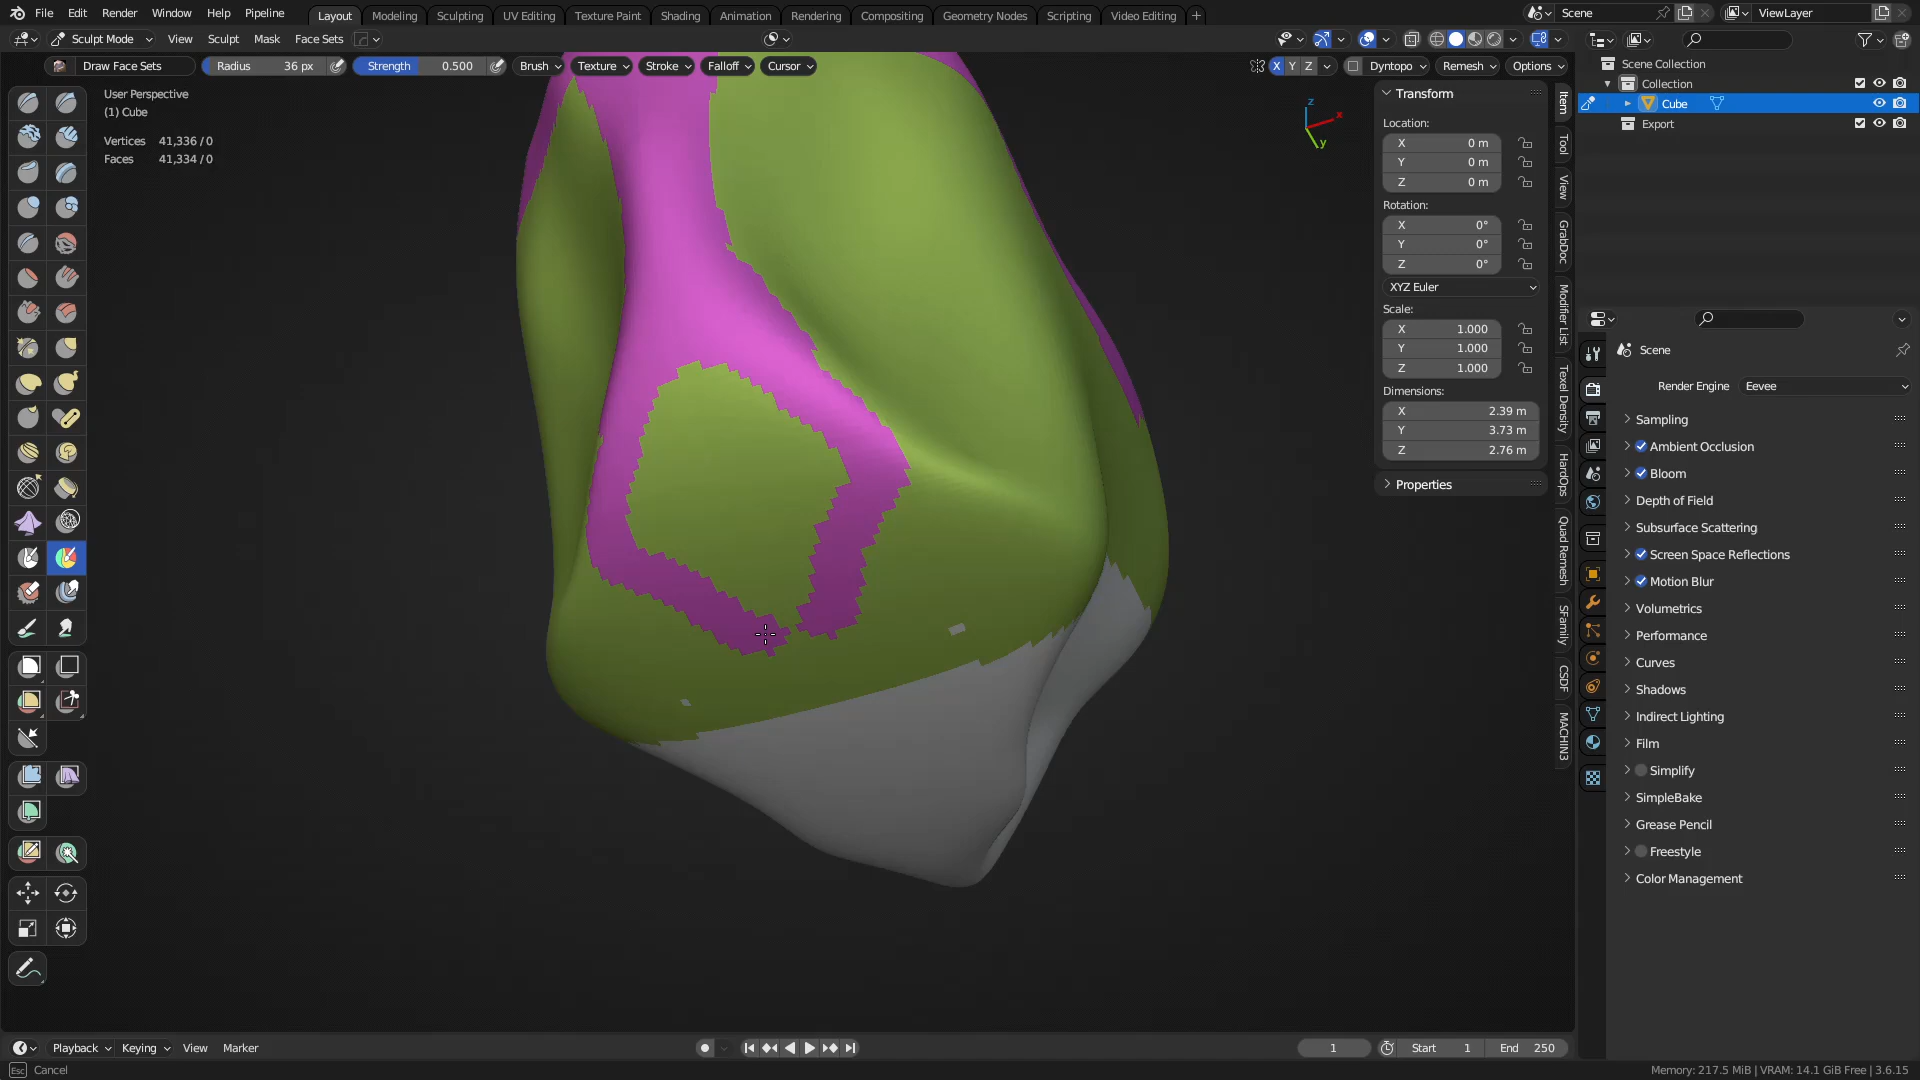 File Edit Render Window Help Pipeline Layout Modeling Sculpting UV Editing Texture Paint Shading Animation Rendering Compositing Geometry Nodes Scripting Video Editing + Scene ViewLayer
Sculpt Mode View Sculpt Mask Face Sets
Draw Face Sets Radius 36 px Strength 0.500 Brush Texture Stroke Falloff Cursor X Y Z Dyntopo Remesh Options
User Perspective
(1) Cube
Vertices 41,336 / 0
Faces 41,334 / 0
z
x
y
Transform
Location:
X 0 m
Y 0 m
Z 0 m
Rotation:
X 0°
Y 0°
Z 0°
XYZ Euler
Scale:
X 1.000
Y 1.000
Z 1.000
Dimensions:
X 2.39 m
Y 3.73 m
Z 2.76 m
Properties
Item
Tool
View
GrabDoc
Modifier List
Texel Density
HardOps
Quad Remesh
SFamily
CSDF
MACHIN3
Scene Collection
Collection
Cube
Export
Scene
Render Engine Eevee
Sampling
Ambient Occlusion
Bloom
Depth of Field
Subsurface Scattering
Screen Space Reflections
Motion Blur
Volumetrics
Performance
Curves
Shadows
Indirect Lighting
Film
Simplify
SimpleBake
Grease Pencil
Freestyle
Color Management
Playback Keying View Marker 1 Start 1 End 250
Esc Cancel Memory: 217.5 MiB | VRAM: 14.1 GiB Free | 3.6.15